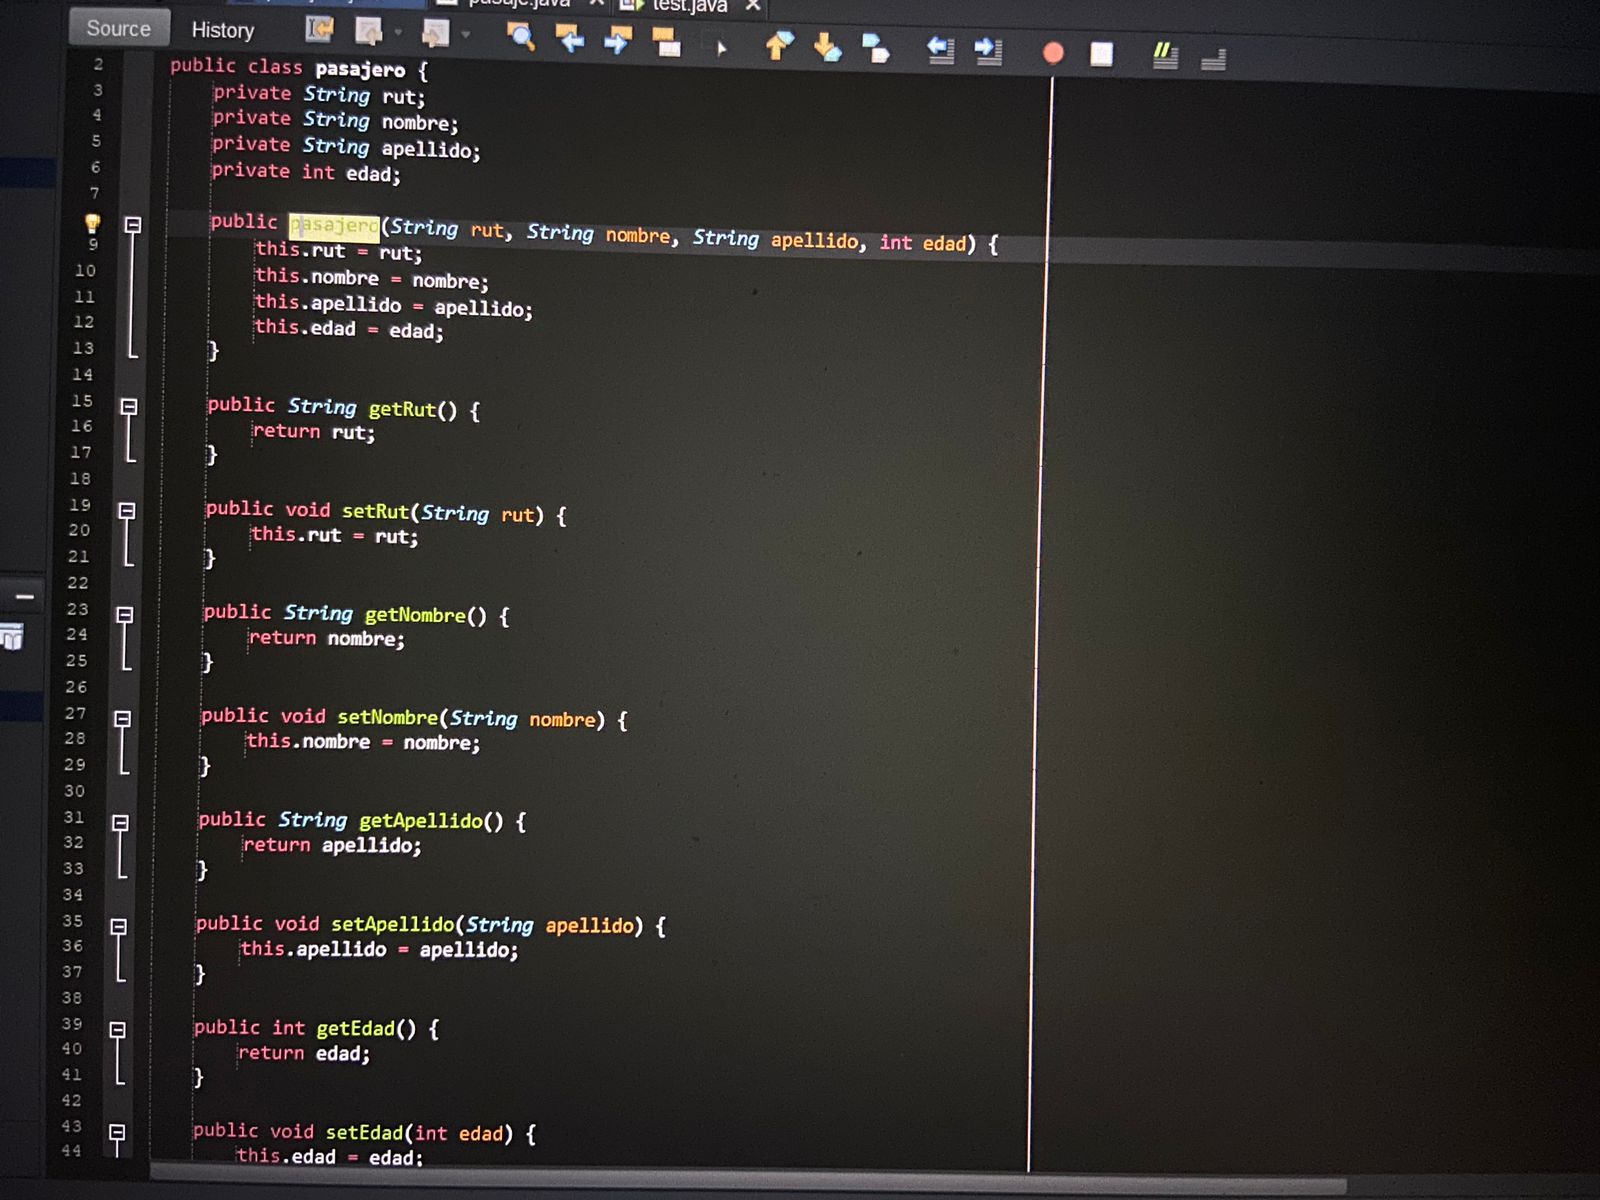 pasaje.java
test.java
Source History
2 public class pasajero {
3 private String rut;
4 private String nombre;
5 private String apellido;
6 private int edad;
7
public pasajero(String rut, String nombre, String apellido, int edad) {
9 this.rut = rut;
10 this.nombre = nombre;
11 this.apellido = apellido;
12 this.edad = edad;
13 }
14
15 public String getRut() {
16 return rut;
17 }
18
19 public void setRut(String rut) {
20 this.rut = rut;
21 }
22
23 public String getNombre() {
24 return nombre;
25 }
26
27 public void setNombre(String nombre) {
28 this.nombre = nombre;
29 }
30
31 public String getApellido() {
32 return apellido;
33 }
34
35 public void setApellido(String apellido) {
36 this.apellido = apellido;
37 }
38
39 public int getEdad() {
40 return edad;
41 }
42
43 public void setEdad(int edad) {
44 this.edad = edad;